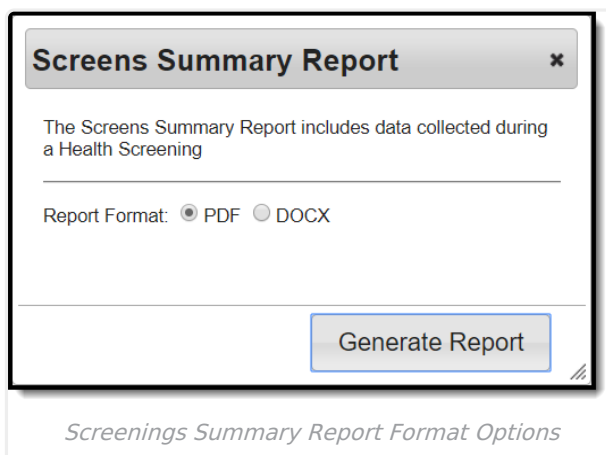 Screens Summary Report ×
The Screens Summary Report includes data collected during
a Health Screening
Report Format: PDF DOCX
Generate Report
Screenings Summary Report Format Options